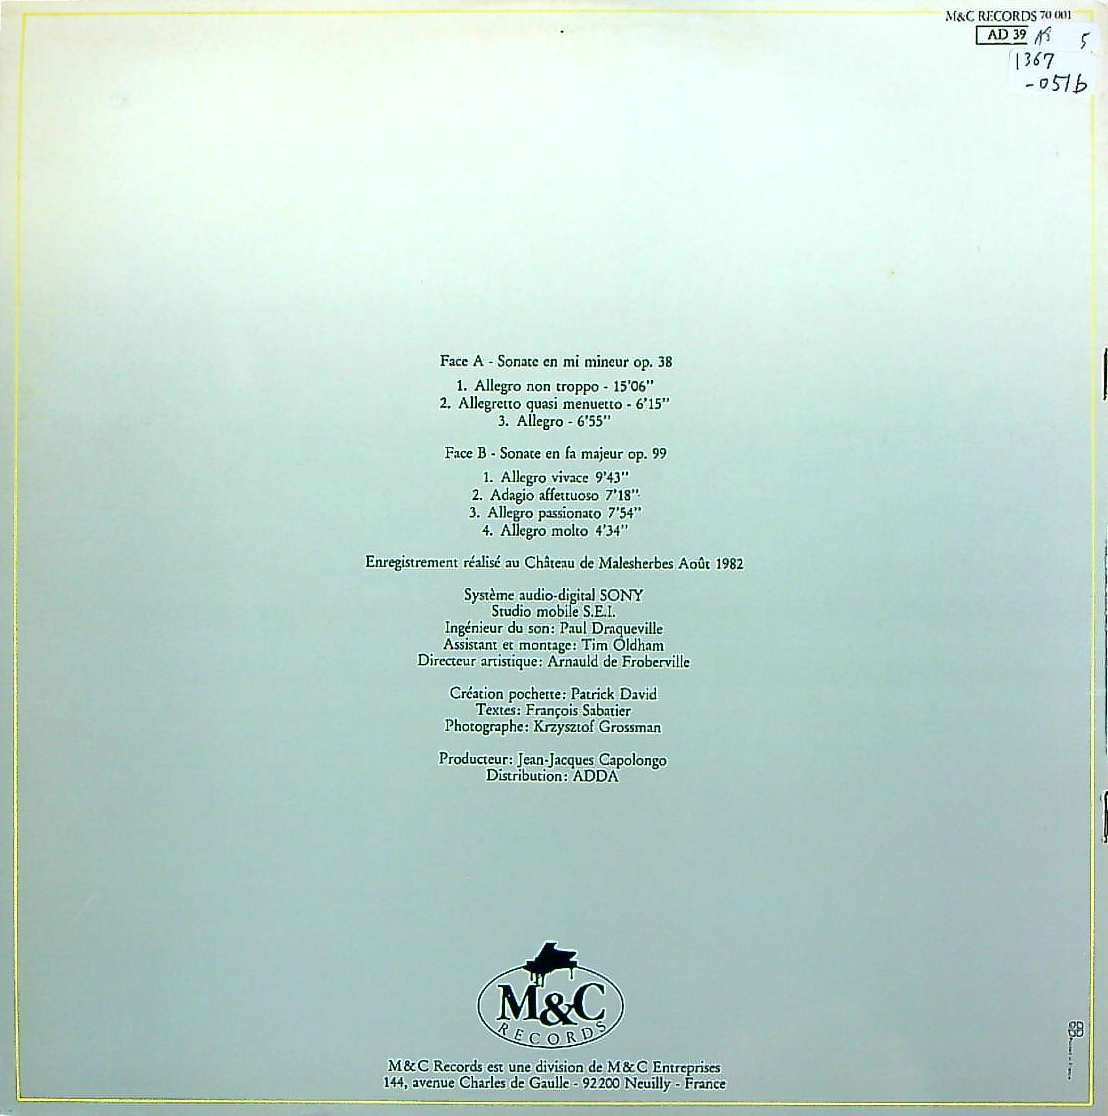 M&C RECORDS 70 001
AD 39
AS 5
1367
-051b
Face A - Sonate en mi mineur op. 38
1. Allegro non troppo - 15'06"
2. Allegretto quasi menuetto - 6'15"
3. Allegro - 6'55"
Face B - Sonate en fa majeur op. 99
1. Allegro vivace 9'43"
2. Adagio affettuoso 7'18"
3. Allegro passionato 7'54"
4. Allegro molto 4'34"
Enregistrement réalisé au Château de Malesherbes Août 1982
Système audio-digital SONY
Studio mobile S.E.I.
Ingénieur du son: Paul Draqueville
Assistant et montage: Tim Oldham
Directeur artistique: Arnauld de Froberville
Création pochette: Patrick David
Textes: François Sabatier
Photographe: Krzysztof Grossman
Producteur: Jean-Jacques Capolongo
Distribution: ADDA
M&C
RECORDS
M&C Records est une division de M&C Entreprises
144, avenue Charles de Gaulle - 92200 Neuilly - France